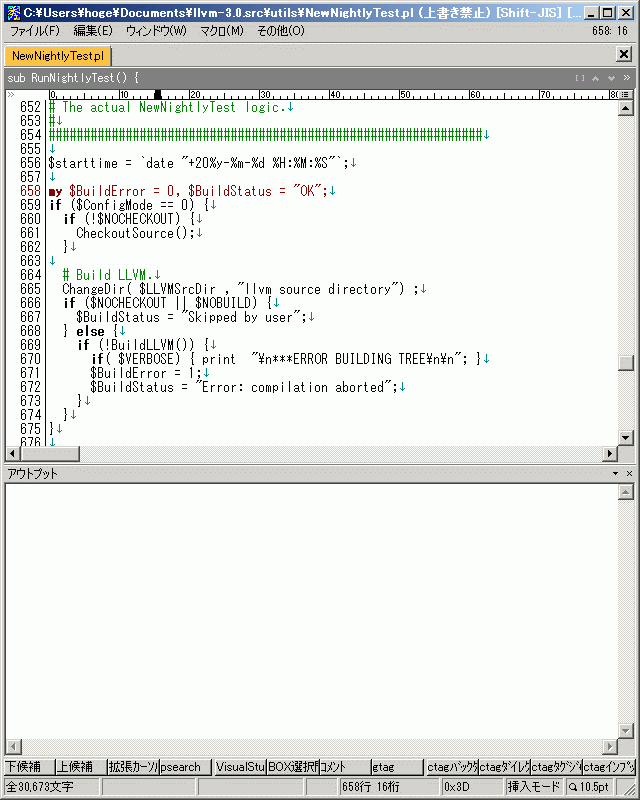 C:¥Users¥hoge¥Documents¥llvm-3.0.src¥utils¥NewNightlyTest.pl (上書き禁止) [Shift-JIS] [...
ファイル(F) 編集(E) ウィンドウ(W) マクロ(M) その他(O) 658: 16
NewNightlyTest.pl
sub RunNightlyTest() {
0 10 20 30 40 50 60 70 80
652 # The actual NewNightlyTest logic.↓
653 #↓
654 ##############################################################↓
655 ↓
656 $starttime = `date "+20%y-%m-%d %H:%M:%S"`;↓
657 ↓
658 my $BuildError = 0, $BuildStatus = "OK";↓
659 if ($ConfigMode == 0) {↓
660   if (!$NOCHECKOUT) {↓
661     CheckoutSource();↓
662   }↓
663 ↓
664   # Build LLVM.↓
665   ChangeDir( $LLVMSrcDir , "llvm source directory") ;↓
666   if ($NOCHECKOUT || $NOBUILD) {↓
667     $BuildStatus = "Skipped by user";↓
668   } else {↓
669     if (!BuildLLVM()) {↓
670       if( $VERBOSE) { print  "¥n***ERROR BUILDING TREE¥n¥n"; }↓
671       $BuildError = 1;↓
672       $BuildStatus = "Error: compilation aborted";↓
673     }↓
674   }↓
675 }↓
676 ↓
アウトプット
下候補 上候補 拡張カーソル psearch VisualStu BOX選択 コメント gtag ctagバックタ ctagダイレク ctagタグジ ctagインプッ
全30,673文字 658行 16桁 0x3D 挿入モード 10.5pt